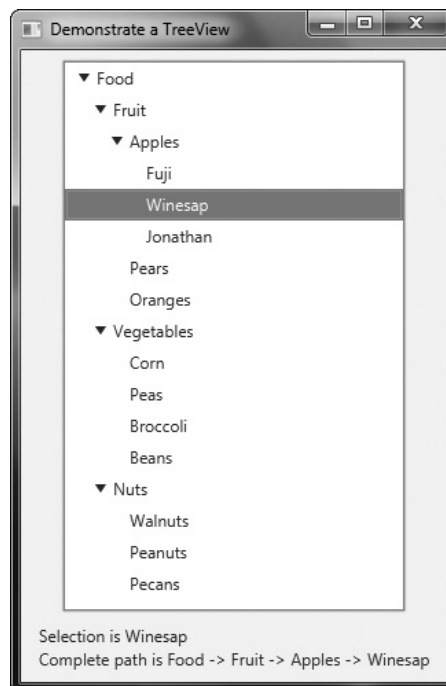 Demonstrate a TreeView
Food
Fruit
Apples
Fuji
Winesap
Jonathan
Pears
Oranges
Vegetables
Corn
Peas
Broccoli
Beans
Nuts
Walnuts
Peanuts
Pecans
Selection is Winesap
Complete path is Food -> Fruit -> Apples -> Winesap